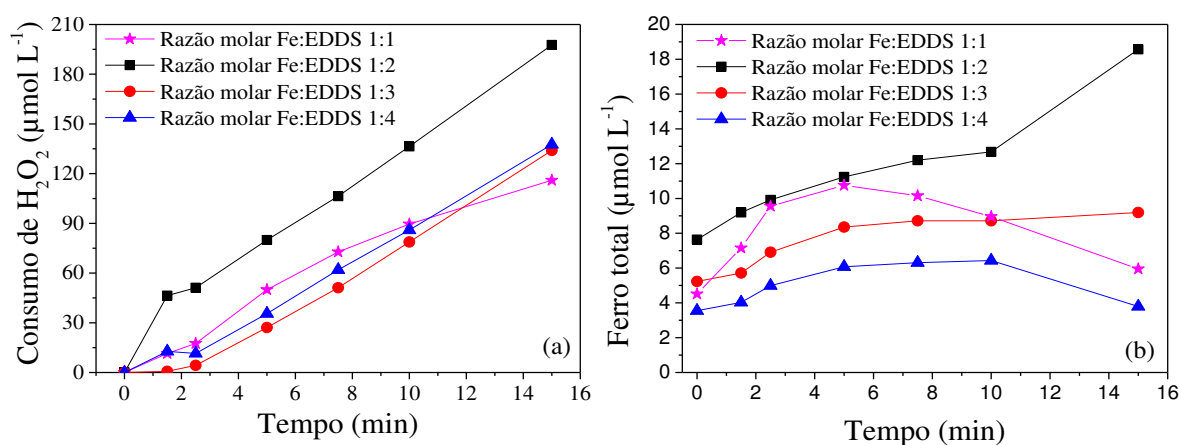 210
180
150
120
90
60
30
0
Consumo de H₂O₂ (µmol L⁻¹)
Razão molar Fe:EDDS 1:1
Razão molar Fe:EDDS 1:2
Razão molar Fe:EDDS 1:3
Razão molar Fe:EDDS 1:4
(a)
0 2 4 6 8 10 12 14 16
Tempo (min)
20
18
16
14
12
10
8
6
4
2
0
Ferro total (µmol L⁻¹)
Razão molar Fe:EDDS 1:1
Razão molar Fe:EDDS 1:2
Razão molar Fe:EDDS 1:3
Razão molar Fe:EDDS 1:4
(b)
0 2 4 6 8 10 12 14 16
Tempo (min)